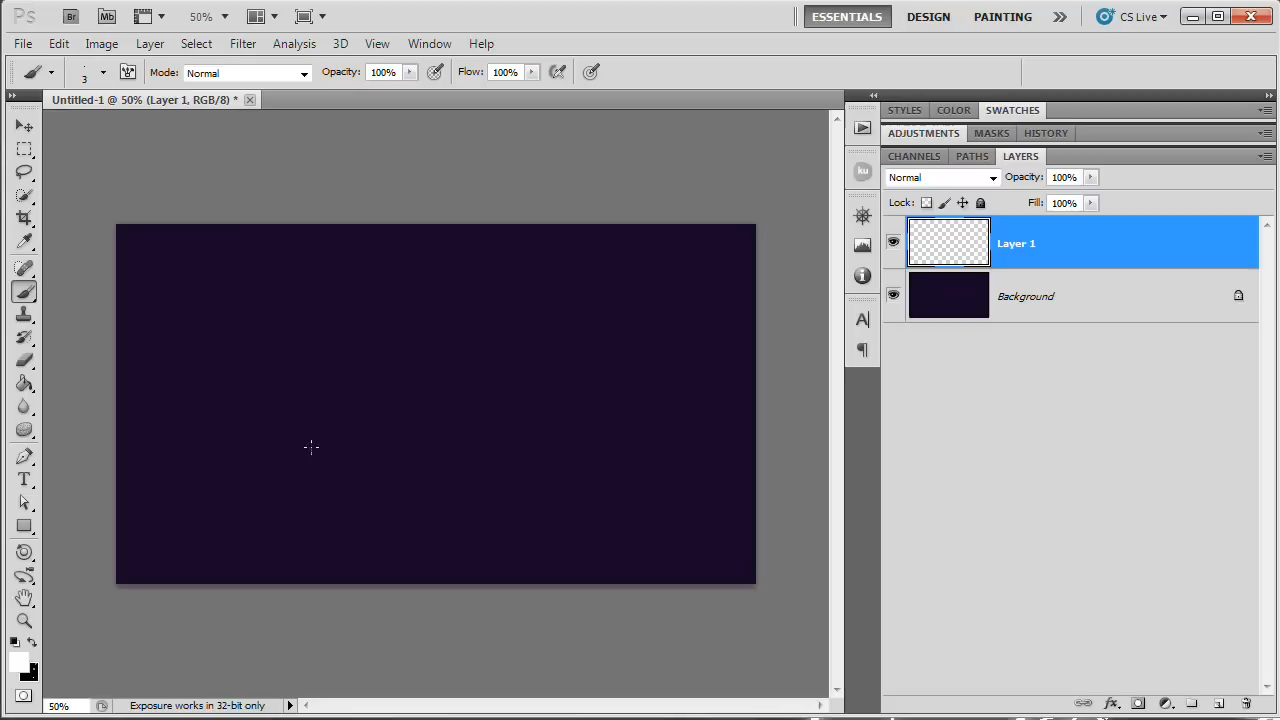 Ps Br Mb 50% ESSENTIALS DESIGN PAINTING CS Live
File Edit Image Layer Select Filter Analysis 3D View Window Help
3 Mode: Normal Opacity: 100% Flow: 100%
Untitled-1 @ 50% (Layer 1, RGB/8) *
STYLES COLOR SWATCHES
ADJUSTMENTS MASKS HISTORY
CHANNELS PATHS LAYERS
Normal Opacity: 100%
Lock: Fill: 100%
ku
Layer 1
Background
A
T
50% Exposure works in 32-bit only
fx